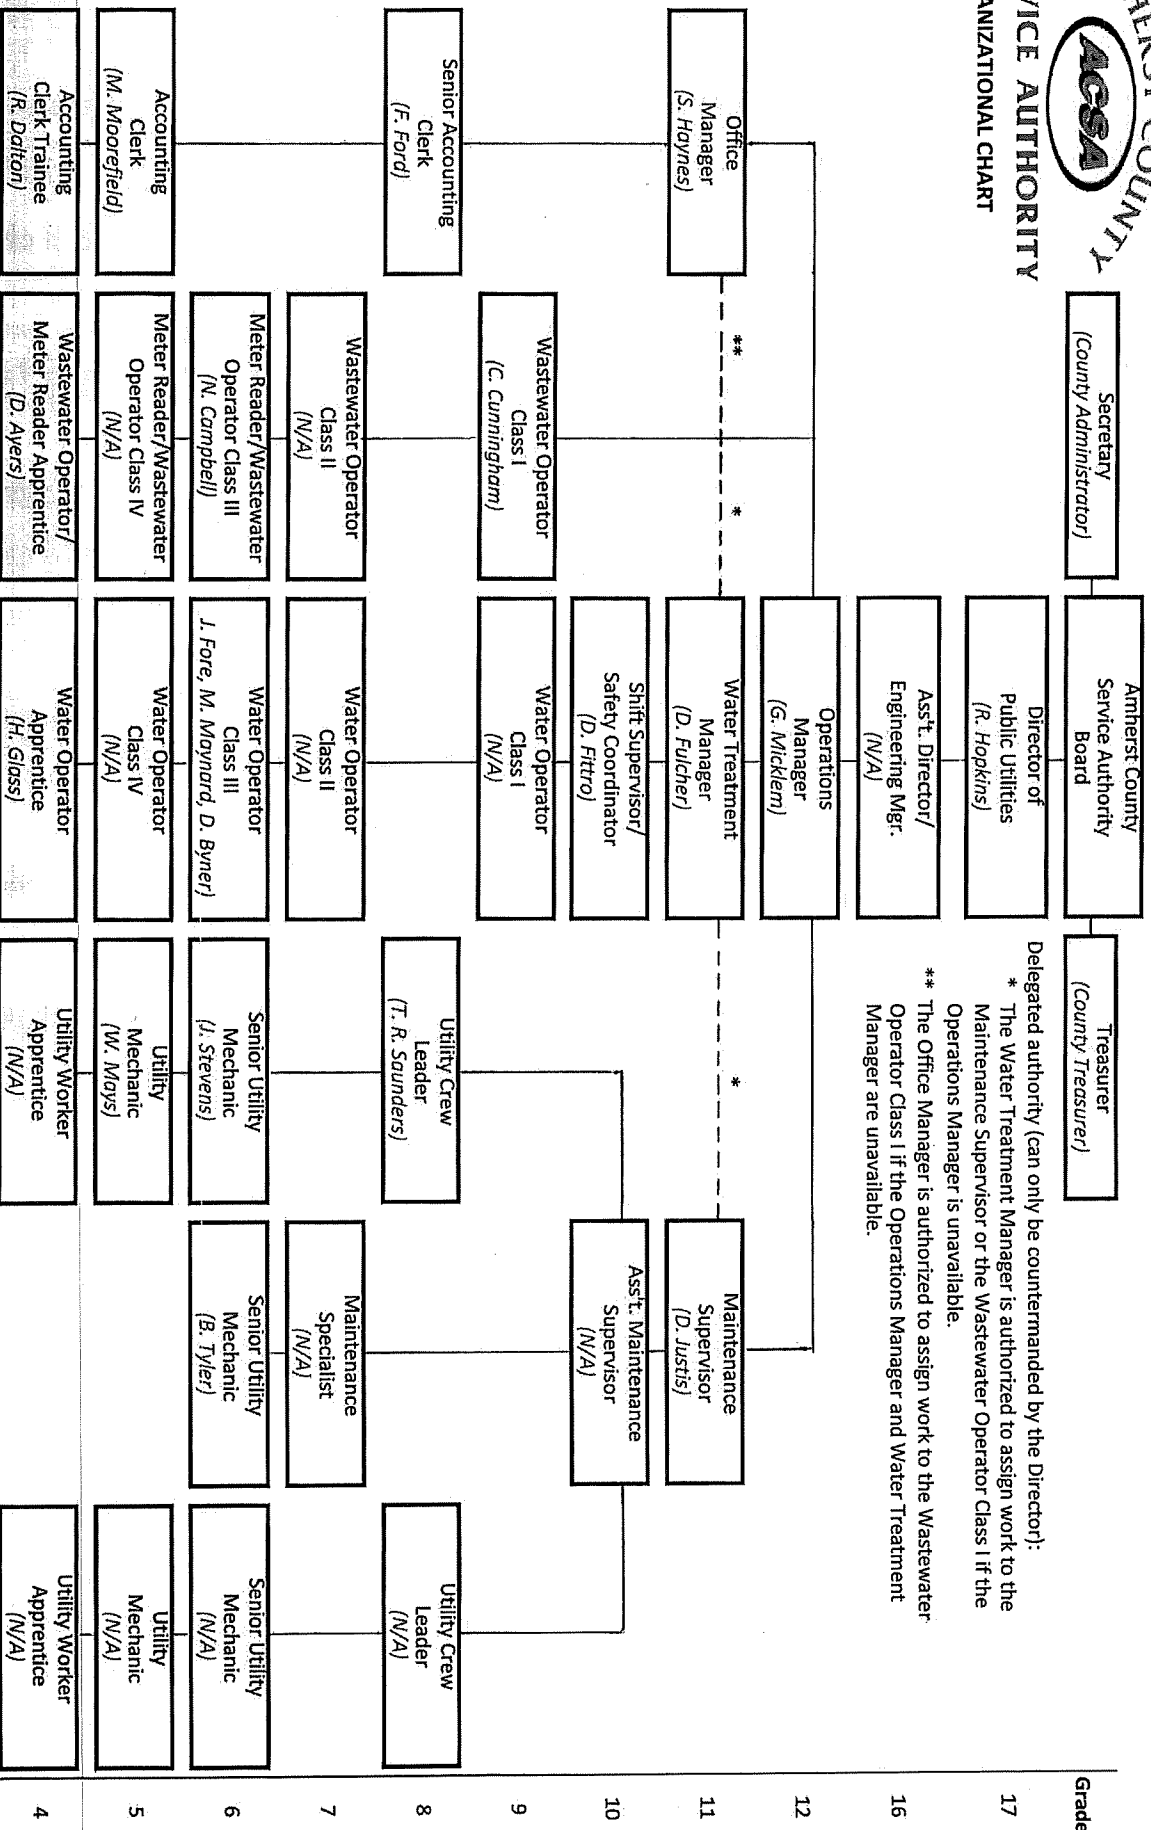 HERST COUNTY
ACSA
VICE AUTHORITY
ANIZATIONAL CHART
Secretary
(County Administrator)
Amherst County
Service Authority
Board
Treasurer
(County Treasurer)
Grade
Director of
Public Utilities
(R. Hopkins)
17
Delegated authority (can only be countermanded by the Director):
* The Water Treatment Manager is authorized to assign work to the
Maintenance Supervisor or the Wastewater Operator Class I if the
Operations Manager is unavailable.
** The Office Manager is authorized to assign work to the Wastewater
Operator Class I if the Operations Manager and Water Treatment
Manager are unavailable.
Ass't. Director/
Engineering Mgr.
(N/A)
16
Operations
Manager
(G. Micklem)
12
Office
Manager
(S. Haynes)
**
*
Water Treatment
Manager
(D. Fulcher)
*
Maintenance
Supervisor
(D. Justis)
11
Shift Supervisor/
Safety Coordinator
(D. Fittro)
Ass't. Maintenance
Supervisor
(N/A)
10
Wastewater Operator
Class I
(C. Cunningham)
Water Operator
Class I
(N/A)
9
Senior Accounting
Clerk
(F. Ford)
Utility Crew
Leader
(T. R. Saunders)
Utility Crew
Leader
(N/A)
8
Wastewater Operator
Class II
(N/A)
Water Operator
Class II
(N/A)
Maintenance
Specialist
(N/A)
7
Meter Reader/Wastewater
Operator Class III
(N. Campbell)
Water Operator
Class III
J. Fore, M. Maynard, D. Byner)
Senior Utility
Mechanic
(J. Stevens)
Senior Utility
Mechanic
(B. Tyler)
Senior Utility
Mechanic
(N/A)
6
Accounting
Clerk
(M. Moorefield)
Meter Reader/Wastewater
Operator Class IV
(N/A)
Water Operator
Class IV
(N/A)
Utility
Mechanic
(W. Mays)
Utility
Mechanic
(N/A)
5
Accounting
Clerk Trainee
(R. Dalton)
Wastewater Operator/
Meter Reader Apprentice
(D. Ayers)
Water Operator
Apprentice
(H. Glass)
Utility Worker
Apprentice
(N/A)
Utility Worker
Apprentice
(N/A)
4